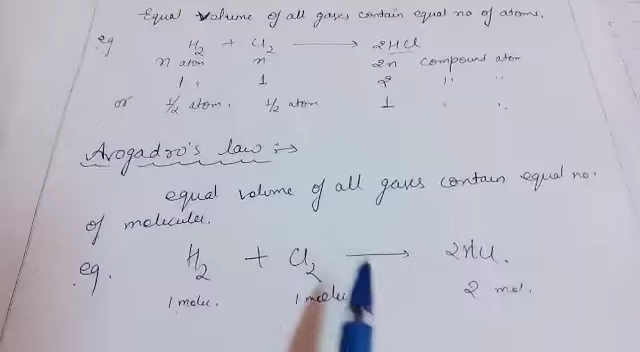 Equal volume of all gases contain equal no of atoms.
eg H2 + Cl2 → 2HCl
n atom n 2n compound atom
1 " 1 2 " "
or 1/2 atom. 1/2 atom 1 " "
Avogadro's law :→
equal volume of all gases contain equal no.
of molecules.
eg. H2 + Cl2 → 2HCl.
1 molec. 1 molec 2 mol.